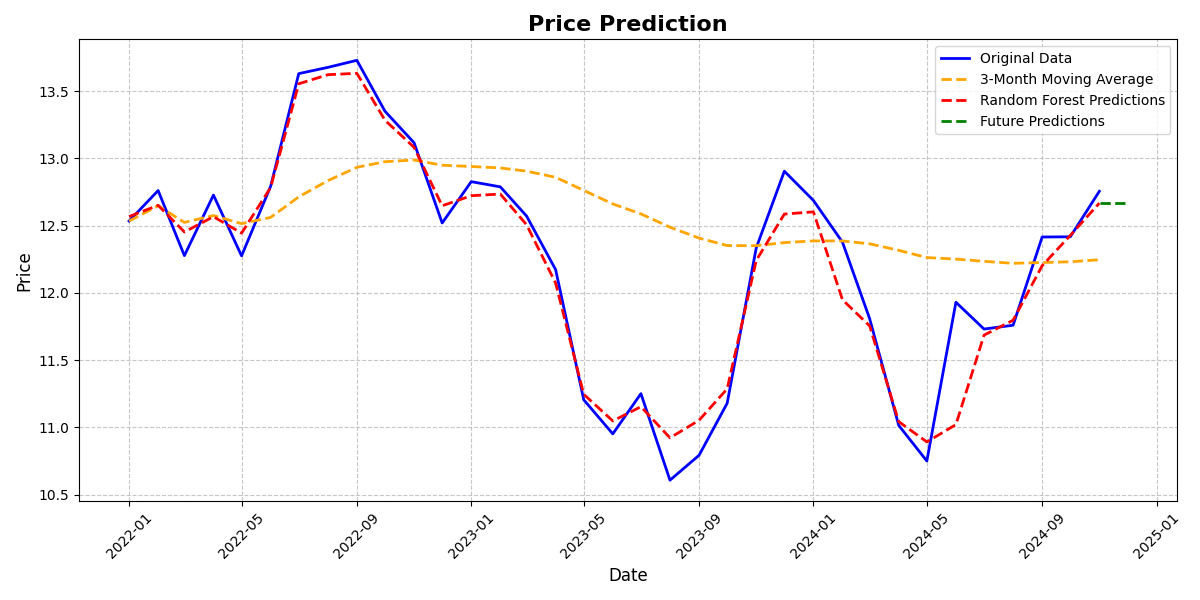 Price Prediction
Original Data
3-Month Moving Average
Random Forest Predictions
Future Predictions
Price
13.5
13.0
12.5
12.0
11.5
11.0
10.5
2022-01
2022-05
2022-09
2023-01
2023-05
2023-09
2024-01
2024-05
2024-09
2025-01
Date